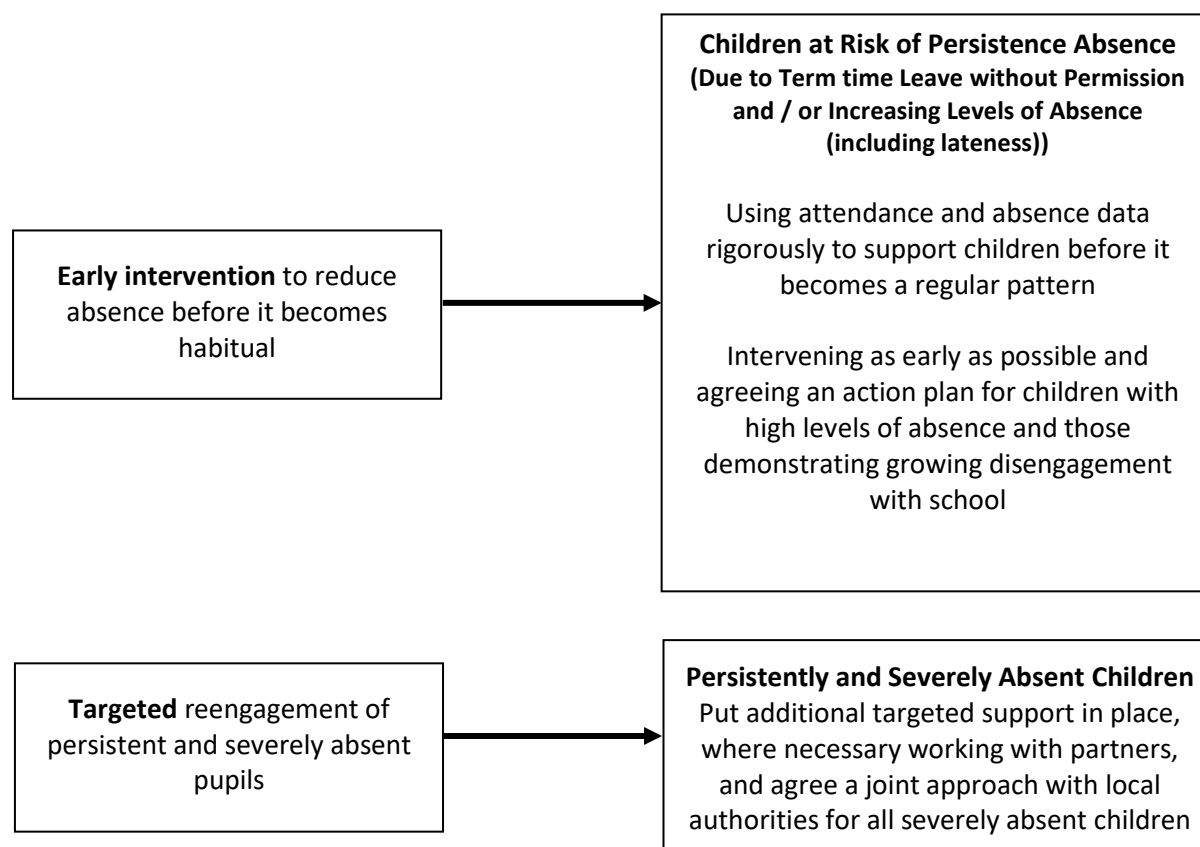 Early intervention to reduce
absence before it becomes
habitual
Children at Risk of Persistence Absence
(Due to Term time Leave without Permission
and / or Increasing Levels of Absence
(including lateness))
Using attendance and absence data
rigorously to support children before it
becomes a regular pattern
Intervening as early as possible and
agreeing an action plan for children with
high levels of absence and those
demonstrating growing disengagement
with school
Targeted reengagement of
persistent and severely absent
pupils
Persistently and Severely Absent Children
Put additional targeted support in place,
where necessary working with partners,
and agree a joint approach with local
authorities for all severely absent children